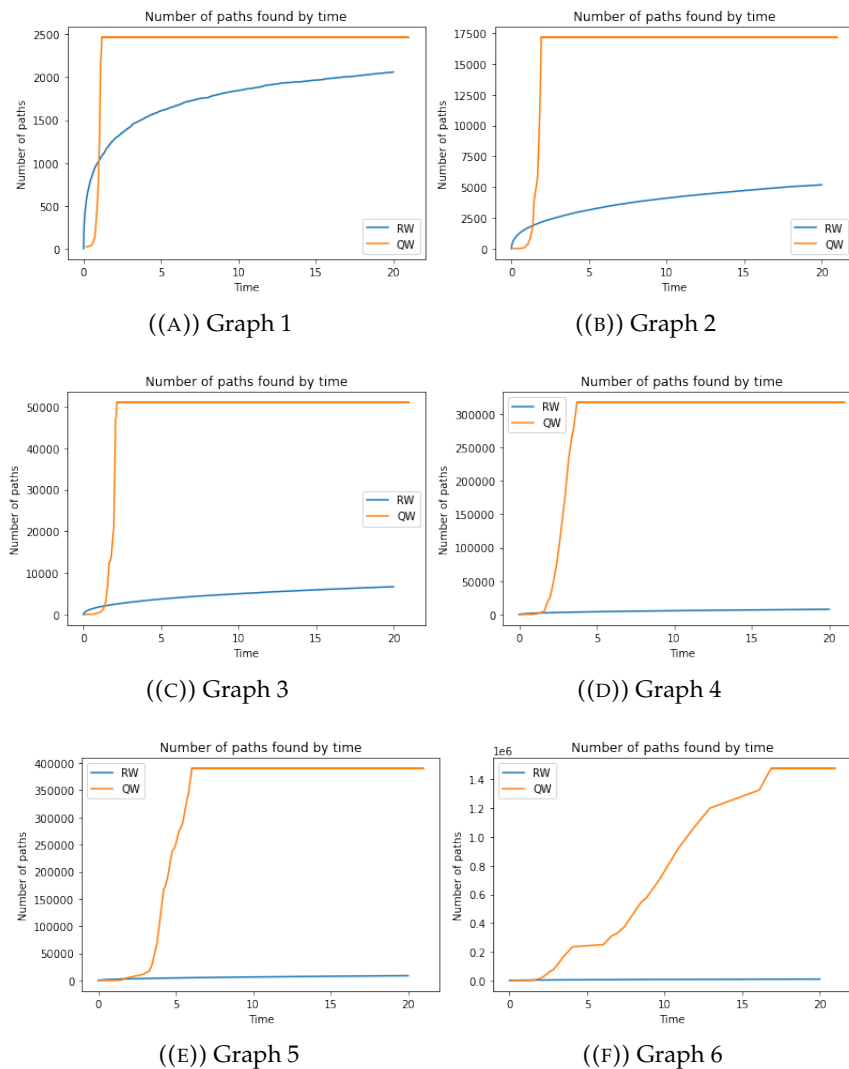 Number of paths found by time
Number of paths
2500
2000
1500
1000
500
0
RW
QW
0 5 10 15 20
Time
((A)) Graph 1
Number of paths found by time
Number of paths
17500
15000
12500
10000
7500
5000
2500
0
RW
QW
0 5 10 15 20
Time
((B)) Graph 2
Number of paths found by time
Number of paths
50000
40000
30000
20000
10000
0
RW
QW
0 5 10 15 20
Time
((C)) Graph 3
Number of paths found by time
Number of paths
300000
250000
200000
150000
100000
50000
0
RW
QW
0 5 10 15 20
Time
((D)) Graph 4
Number of paths found by time
Number of paths
400000
350000
300000
250000
200000
150000
100000
50000
0
RW
QW
0 5 10 15 20
Time
((E)) Graph 5
Number of paths found by time
1e6
Number of paths
1.4
1.2
1.0
0.8
0.6
0.4
0.2
0.0
RW
QW
0 5 10 15 20
Time
((F)) Graph 6